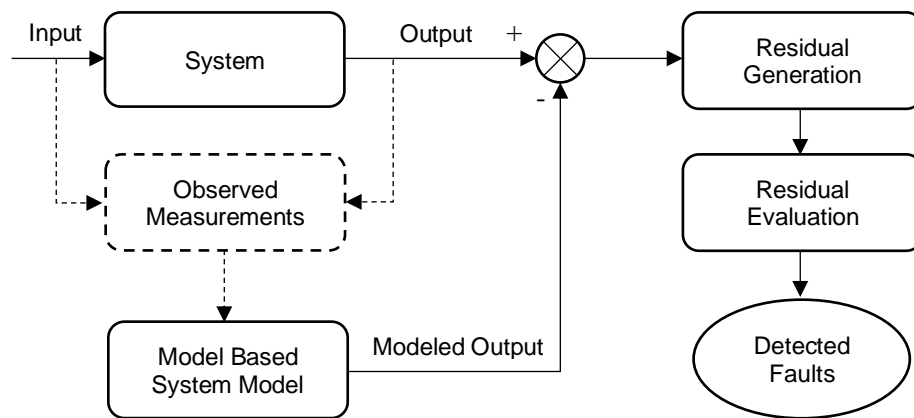 Input
System
Output
+
-
Residual
Generation
Observed
Measurements
Residual
Evaluation
Model Based
System Model
Modeled Output
Detected
Faults